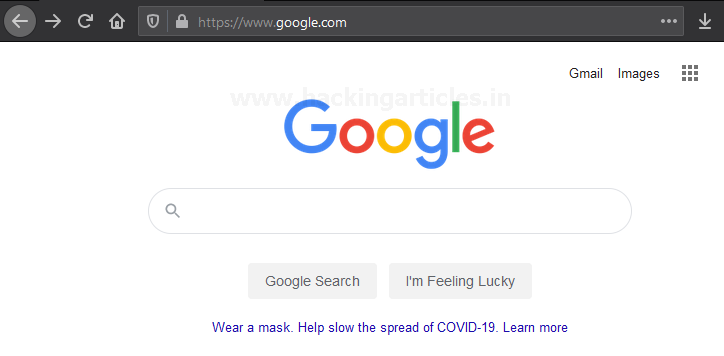 https://www.google.com
Gmail Images
www.hackingarticles.in
Google
Google Search I'm Feeling Lucky
Wear a mask. Help slow the spread of COVID-19. Learn more